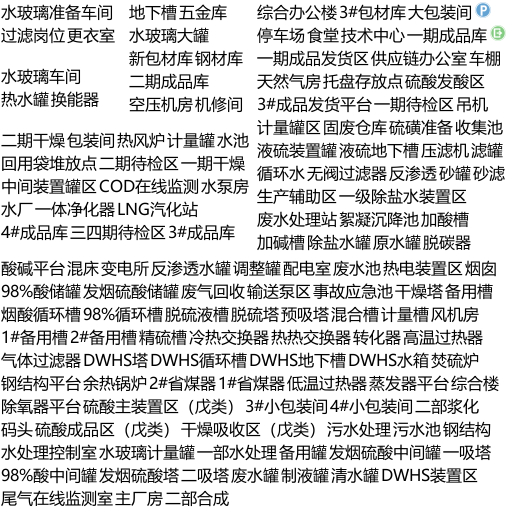 水玻璃准备车间
过滤岗位 更衣室
水玻璃车间
热水罐 换能器
地下槽 五金库
水玻璃大罐
新包材库 钢材库
二期成品库
空压机房 机修间
综合办公楼 3#包材库 大包装间
停车场 食堂 技术中心 一期成品库
一期成品发货区 供应链办公室 车棚
天然气房 托盘存放点 硫酸发酸区
3#成品发货平台 一期待检区 吊机
计量罐区 固废仓库 硫磺准备 收集池
液硫装置罐 液硫地下槽 压滤机 滤罐
循环水 无阀过滤器 反渗透 砂罐 砂滤
生产辅助区 一级除盐水装置区
废水处理站 絮凝沉降池 加酸槽
加碱槽 除盐水罐 原水罐 脱碳器
二期干燥 包装间 热风炉 计量罐 水池
回用袋堆放点 二期待检区 一期干燥
中间装置罐区 COD在线监测 水泵房
水厂 一体净化器 LNG汽化站
4#成品库 三四期待检区 3#成品库
酸碱平台 混床 变电所 反渗透水罐 调整罐 配电室 废水池 热电装置区 烟囱
98%酸储罐 发烟硫酸储罐 废气回收 输送泵区 事故应急池 干燥塔 备用槽
烟酸循环槽 98%循环槽 脱硫液槽 脱硫塔 预吸塔 混合槽 计量槽 风机房
1#备用槽 2#备用槽 精硫槽 冷热交换器 热热交换器 转化器 高温过热器
气体过滤器 DWHS塔 DWHS循环槽 DWHS地下槽 DWHS水箱 焚硫炉
钢结构平台 余热锅炉 2#省煤器 1#省煤器 低温过热器 蒸发器平台 综合楼
除氧器平台 硫酸主装置区（戊类）3#小包装间 4#小包装间 二部浆化
码头 硫酸成品区（戊类）干燥吸收区（戊类）污水处理 污水池 钢结构
水处理控制室 水玻璃计量罐 一部水处理 备用罐 发烟硫酸中间罐 一吸塔
98%酸中间罐 发烟硫酸塔 二吸塔 废水罐 制液罐 清水罐 DWHS装置区
尾气在线监测室 主厂房 二部合成